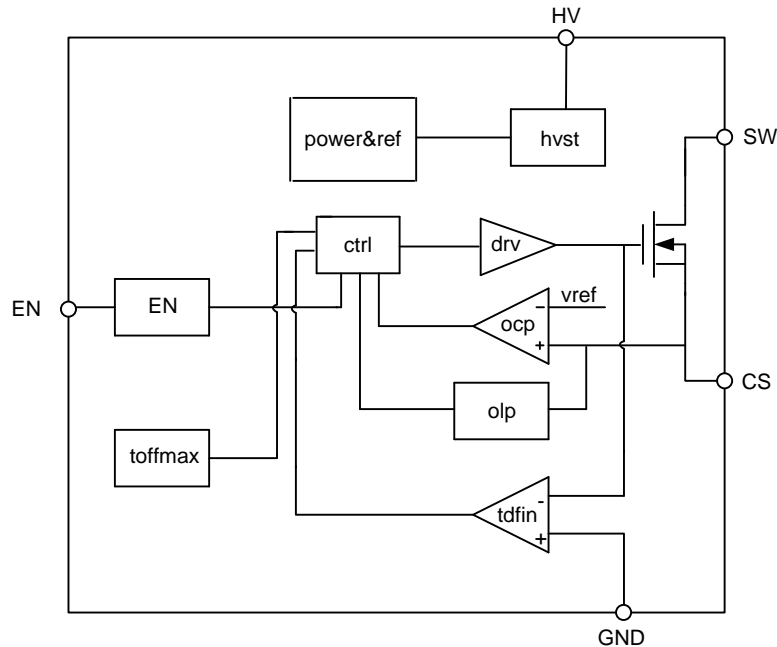 HV
power&ref
hvst
SW
ctrl
drv
EN
EN
vref
-
ocp
+
CS
olp
toffmax
-
tdfin
+
GND